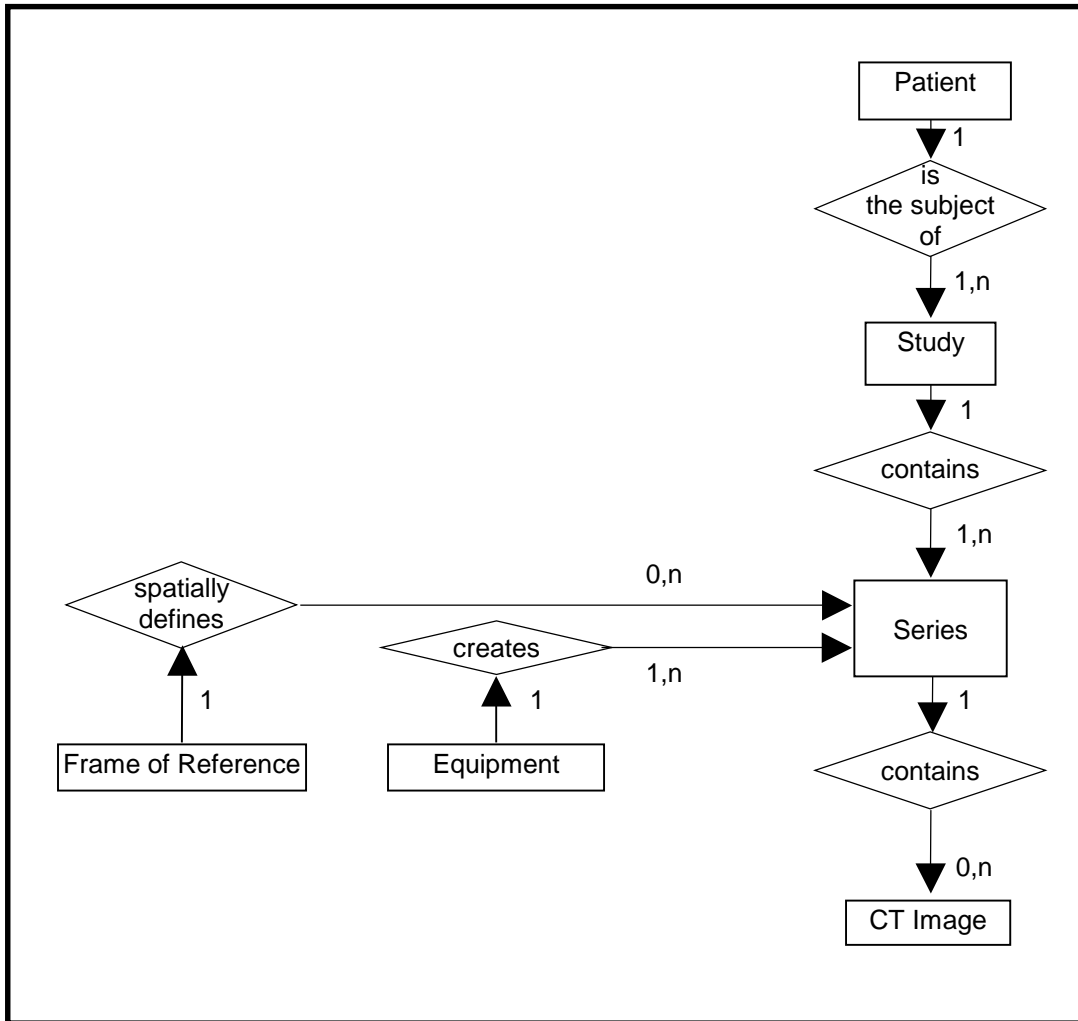 Patient
1
is
the subject
of
1,n
Study
1
contains
1,n
0,n
spatially
defines
Series
creates
1,n
1
1
1
Frame of Reference
Equipment
contains
0,n
CT Image